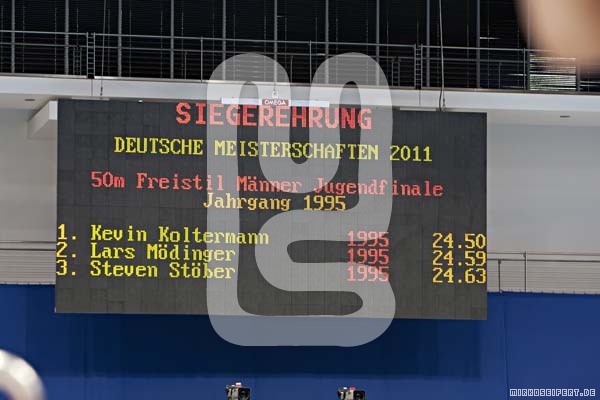 OMEGA
SIEGEREHRUNG
DEUTSCHE MEISTERSCHAFTEN 2011
50m Freistil Männer Jugendfinale
Jahrgang 1995
1. Kevin Koltermann 1995 24.50
2. Lars Mödinger 1995 24.59
3. Steven Stöber 1995 24.63
MIRKOSEIFERT.DE